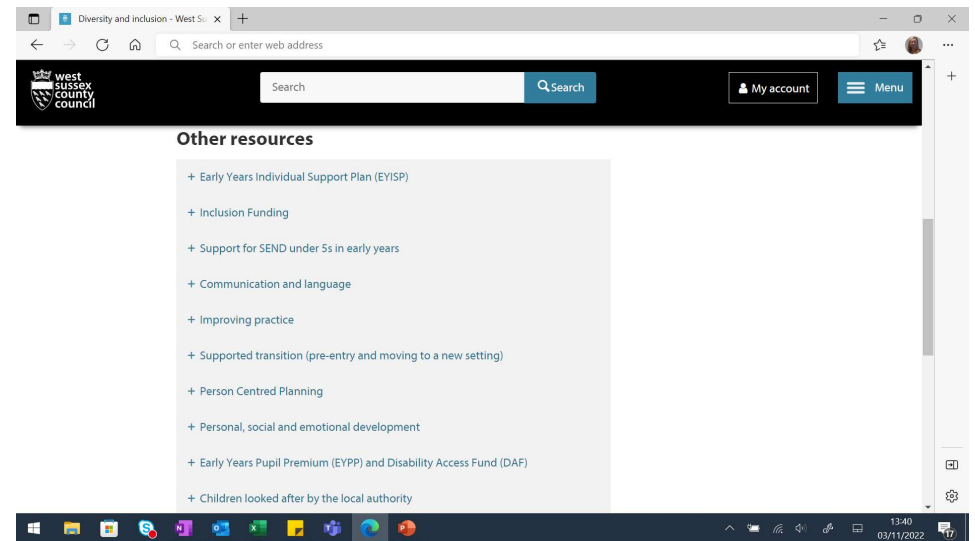 Diversity and inclusion - West Su
Search or enter web address
west
sussex
county
council
Search
Search
My account
Menu
Other resources
+ Early Years Individual Support Plan (EYISP)
+ Inclusion Funding
+ Support for SEND under 5s in early years
+ Communication and language
+ Improving practice
+ Supported transition (pre-entry and moving to a new setting)
+ Person Centred Planning
+ Personal, social and emotional development
+ Early Years Pupil Premium (EYPP) and Disability Access Fund (DAF)
+ Children looked after by the local authority
13:40
03/11/2022
17